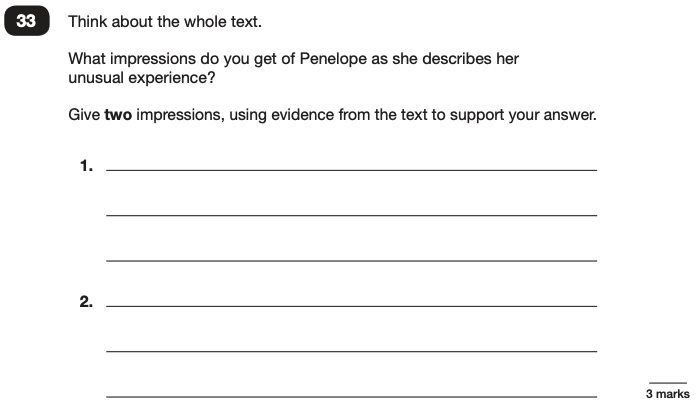 33 Think about the whole text.
What impressions do you get of Penelope as she describes her
unusual experience?
Give two impressions, using evidence from the text to support your answer.
1.
2.
3 marks